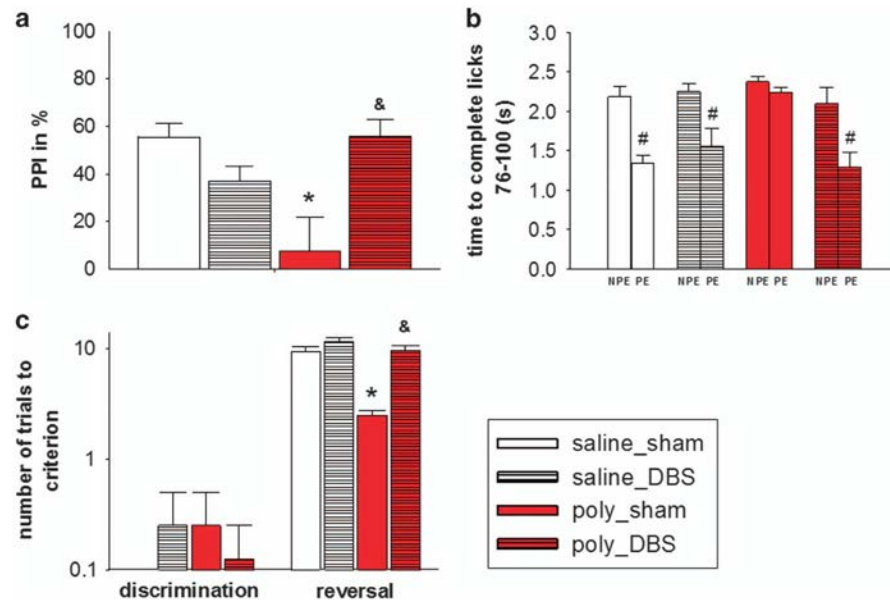 a
100
80
60
40
20
0
PPI in %
*
&
b
3.0
2.5
2.0
1.5
1.0
0.5
0.0
time to complete licks
76-100 (s)
#
#
#
NPE PE
NPE PE
NPE PE
NPE PE
c
10
1
0.1
number of trials to
criterion
*
&
discrimination
reversal
saline_sham
saline_DBS
poly_sham
poly_DBS